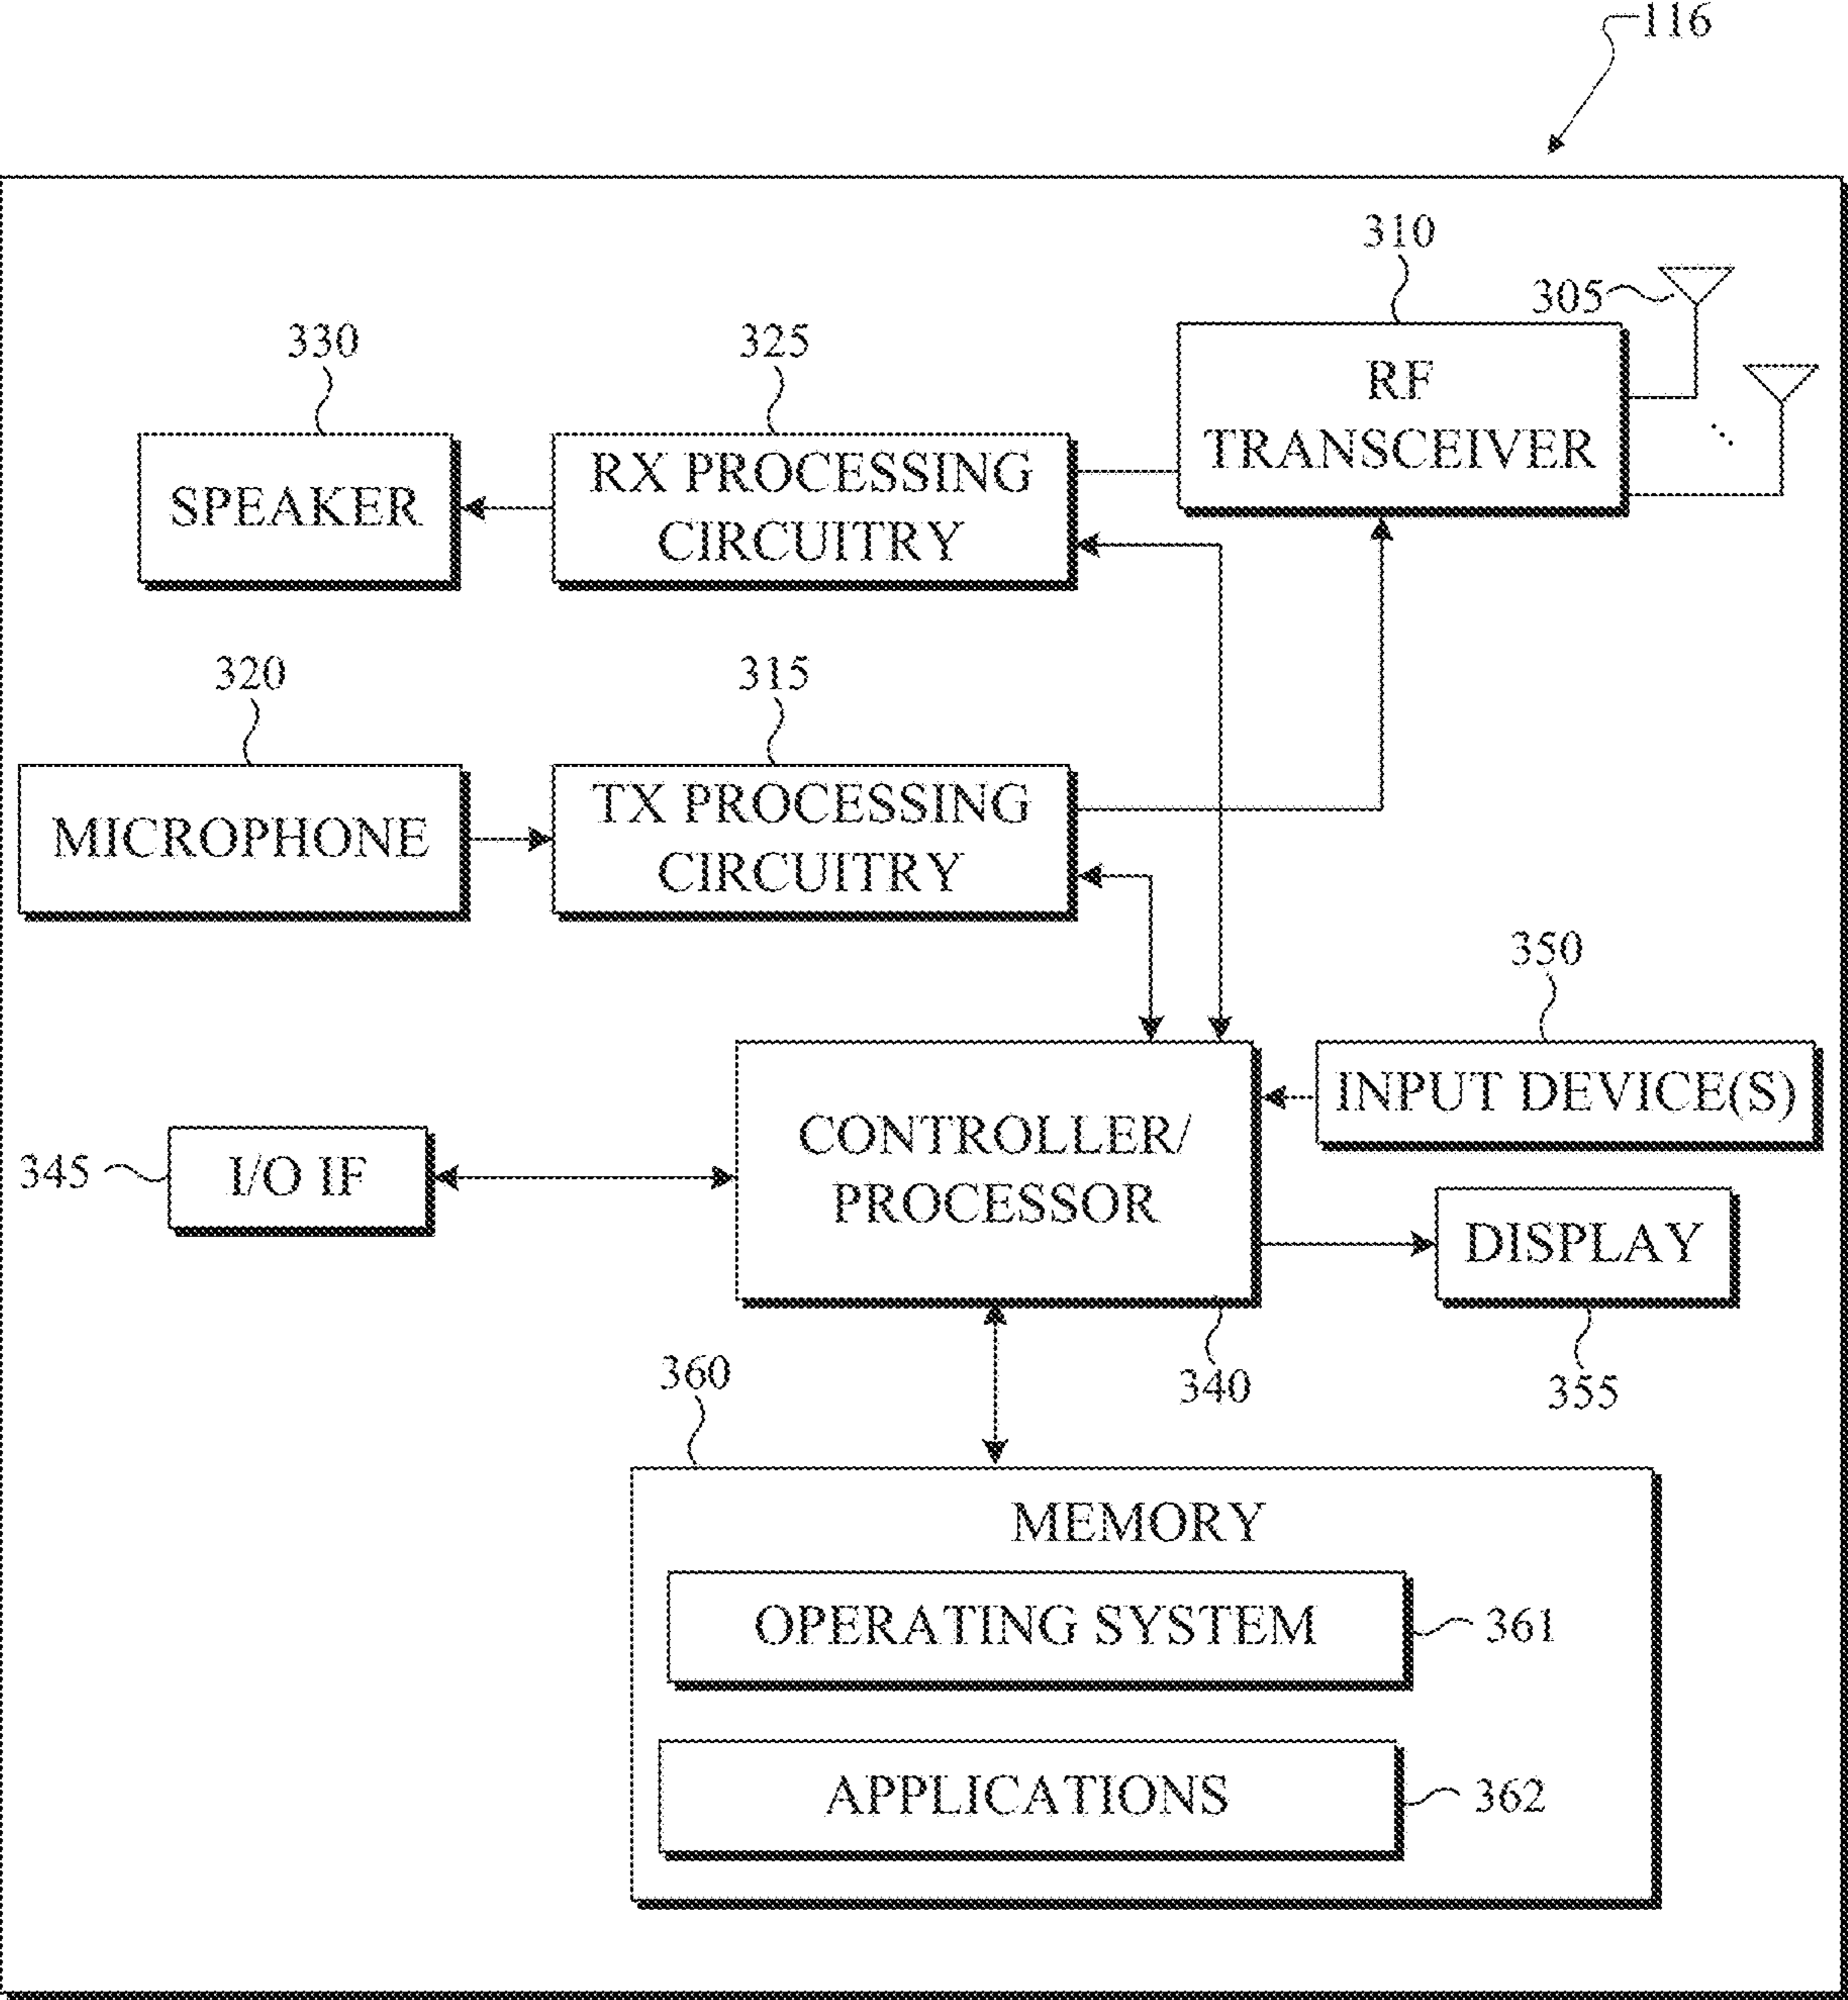 116
310
305
330
325
RF
TRANSCEIVER
SPEAKER
RX PROCESSING
CIRCUITRY
320
315
MICROPHONE
TX PROCESSING
CIRCUITRY
350
INPUT DEVICE(S)
345
I/O IF
CONTROLLER/
PROCESSOR
DISPLAY
360
340
355
MEMORY
OPERATING SYSTEM
361
APPLICATIONS
362